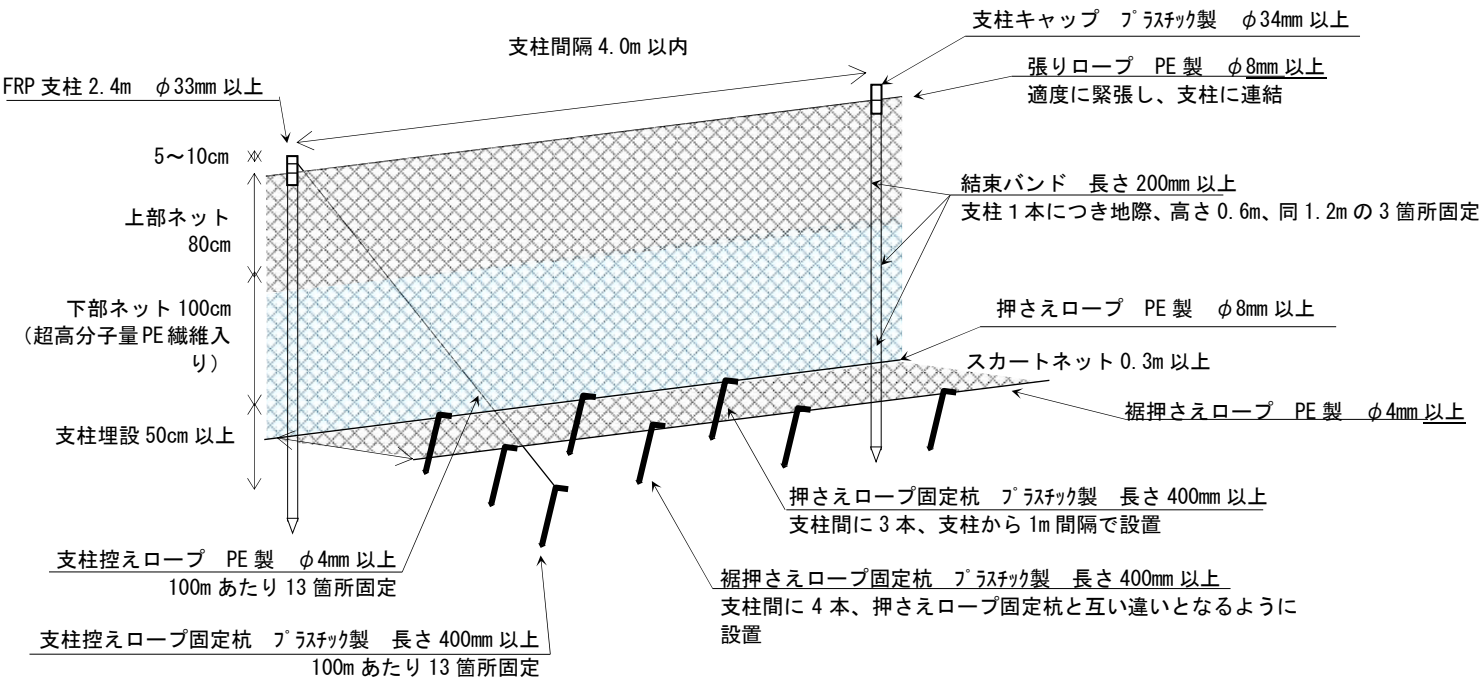 支柱キャップ　プラスチック製　φ34mm 以上
支柱間隔 4.0m 以内
張りロープ　PE 製　φ8mm 以上
適度に緊張し、支柱に連結
FRP 支柱 2.4m　φ33mm 以上
5～10cm
結束バンド　長さ 200mm 以上
支柱１本につき地際、高さ 0.6m、同 1.2m の 3 箇所固定
上部ネット
80cm
下部ネット 100cm
（超高分子量 PE 繊維入
り）
押さえロープ　PE 製　φ8mm 以上
スカートネット 0.3m 以上
裾押さえロープ　PE 製　φ4mm 以上
支柱埋設 50cm 以上
押さえロープ固定杭　プラスチック製　長さ 400mm 以上
支柱間に 3 本、支柱から 1m 間隔で設置
支柱控えロープ　PE 製　φ4mm 以上
100m あたり 13 箇所固定
裾押さえロープ固定杭　プラスチック製　長さ 400mm 以上
支柱間に 4 本、押さえロープ固定杭と互い違いとなるように
設置
支柱控えロープ固定杭　プラスチック製　長さ 400mm 以上
100m あたり 13 箇所固定